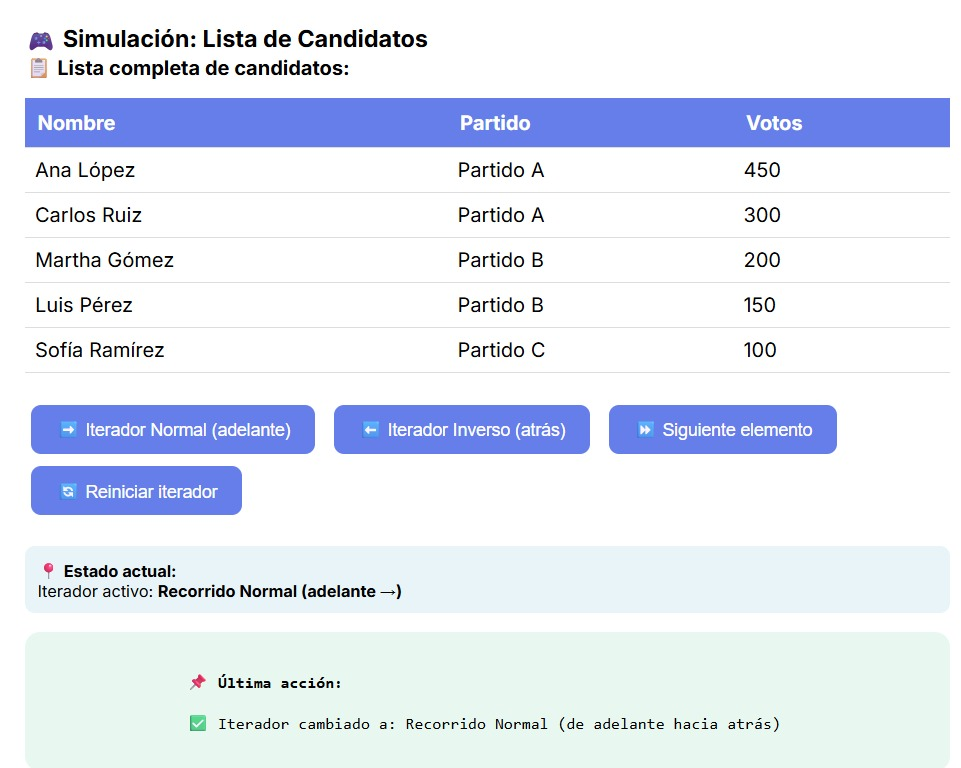 🎮 Simulación: Lista de Candidatos
📋 Lista completa de candidatos:
Nombre Partido Votos
Ana López Partido A 450
Carlos Ruiz Partido A 300
Martha Gómez Partido B 200
Luis Pérez Partido B 150
Sofía Ramírez Partido C 100
➡️ Iterador Normal (adelante) ⬅️ Iterador Inverso (atrás) ⏩ Siguiente elemento
🔄 Reiniciar iterador
📍 Estado actual:
Iterador activo: Recorrido Normal (adelante →)
📌 Última acción:
✅ Iterador cambiado a: Recorrido Normal (de adelante hacia atrás)